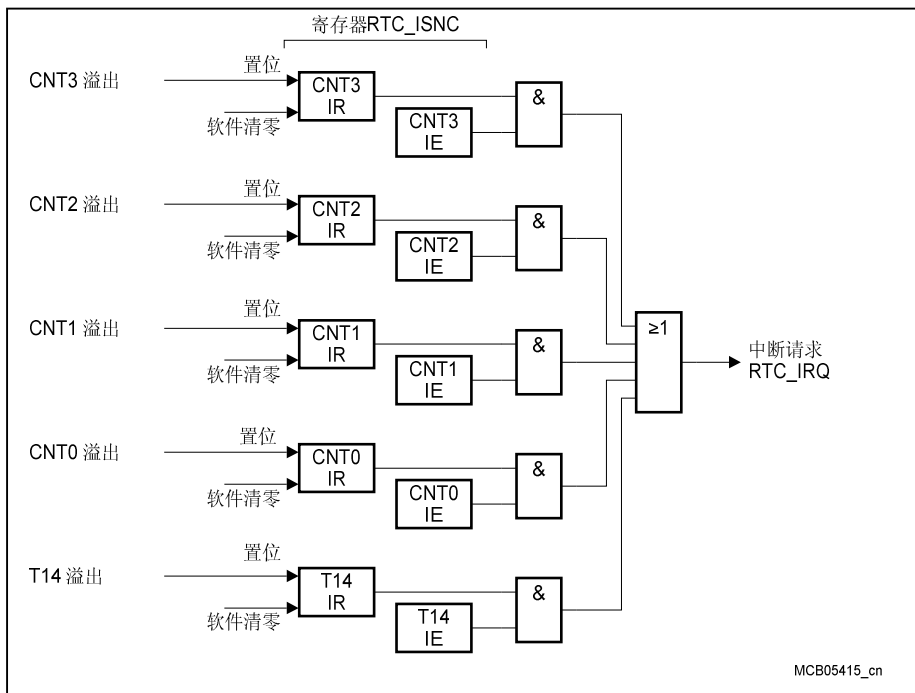 寄存器RTC_ISNC
CNT3 溢出
置位
软件清零
CNT3
IR
CNT3
IE
&
CNT2 溢出
置位
软件清零
CNT2
IR
CNT2
IE
&
CNT1 溢出
置位
软件清零
CNT1
IR
CNT1
IE
&
≥1
中断请求
RTC_IRQ
CNT0 溢出
置位
软件清零
CNT0
IR
CNT0
IE
&
T14 溢出
置位
软件清零
T14
IR
T14
IE
&
MCB05415_cn